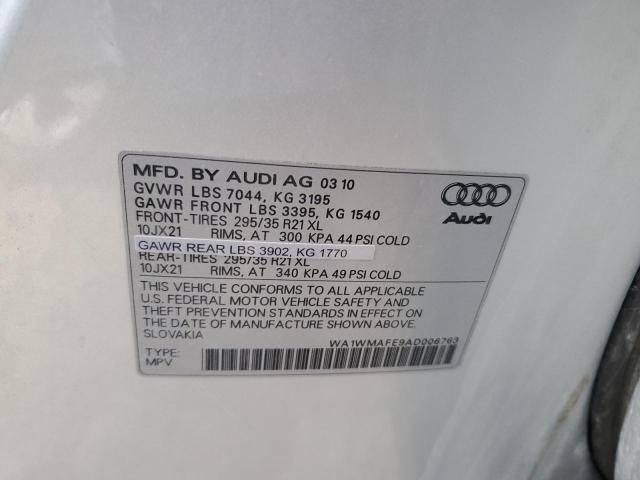 MFD. BY AUDI AG 03 10
GVWR LBS 7044, KG 3195
GAWR FRONT LBS 3395, KG 1540
FRONT-TIRES 295/35 R21 XL
10JX21 RIMS, AT 300 KPA 44 PSI COLD
GAWR REAR LBS 3902, KG 1770
REAR-TIRES 295/35 R21 XL
10JX21 RIMS, AT 340 KPA 49 PSI COLD
THIS VEHICLE CONFORMS TO ALL APPLICABLE
U.S. FEDERAL MOTOR VEHICLE SAFETY AND
THEFT PREVENTION STANDARDS IN EFFECT ON
THE DATE OF MANUFACTURE SHOWN ABOVE.
SLOVAKIA
WA1WMAFE9AD006763
TYPE:
MPV
Audi